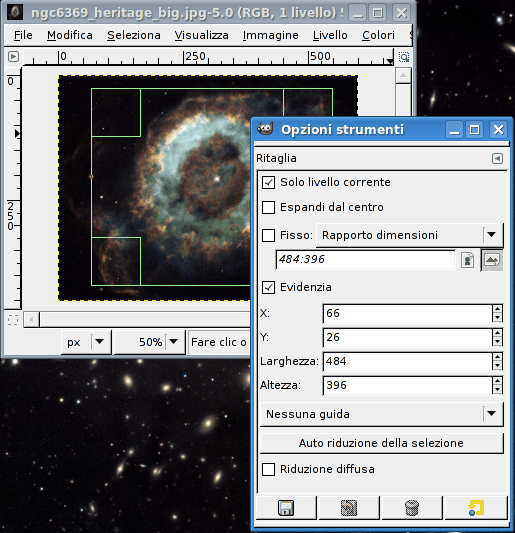 ngc6369_heritage_big.jpg-5.0 (RGB, 1 livello)
File Modifica Seleziona Visualizza Immagine Livello Colori
0 250 500
0
250
px 50% Fare clic o
Opzioni strumenti
Ritaglia
Solo livello corrente
Espandi dal centro
Fisso: Rapporto dimensioni
484:396
Evidenzia
X: 66
Y: 26
Larghezza: 484
Altezza: 396
Nessuna guida
Auto riduzione della selezione
Riduzione diffusa